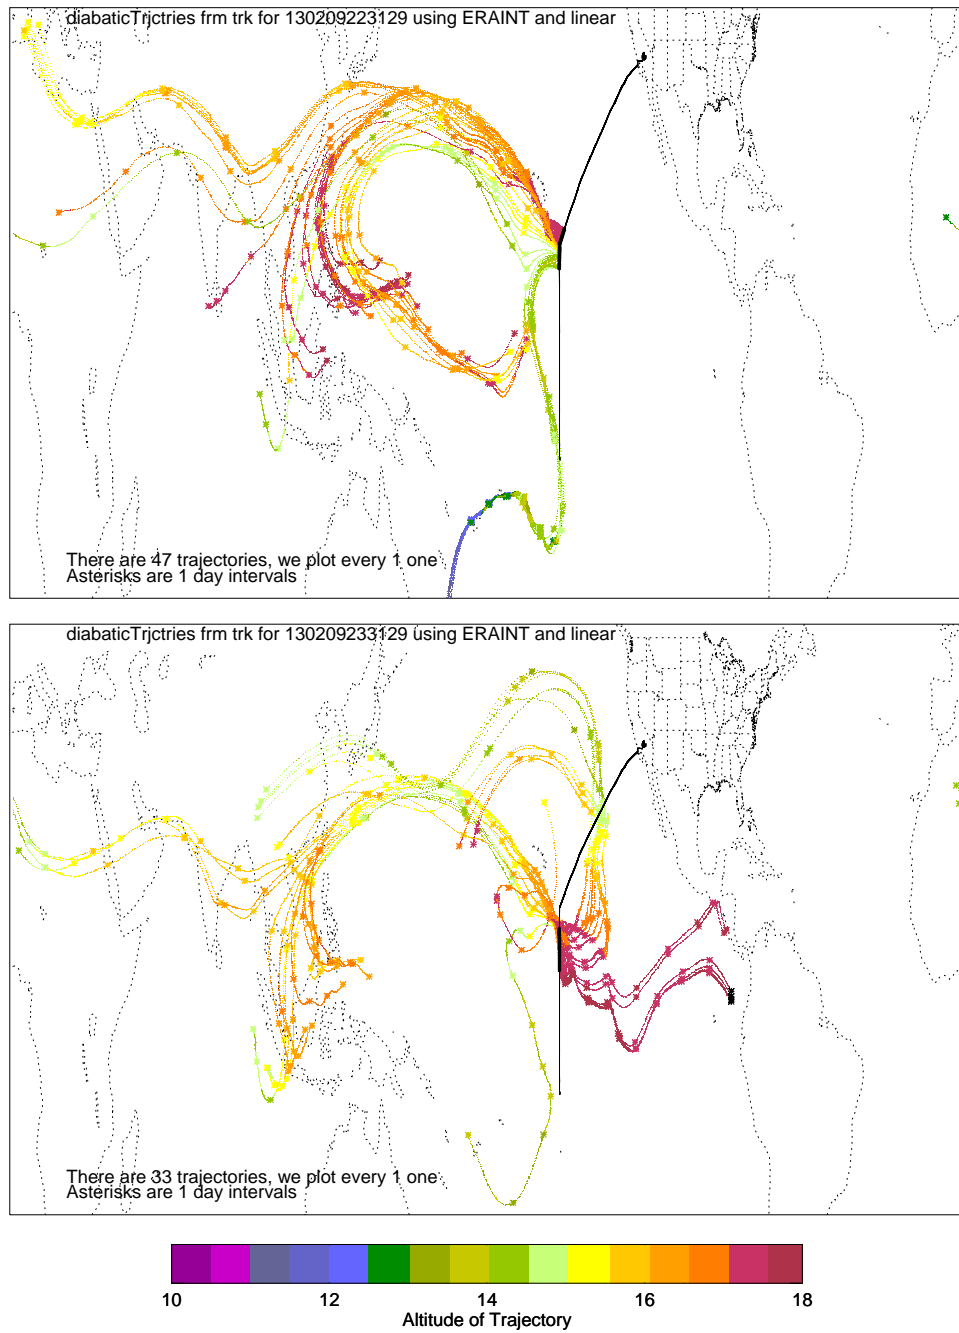 diabaticTrjctries frm trk for 130209223129 using ERAINT and linear
There are 47 trajectories, we plot every 1 one
Asterisks are 1 day intervals
diabaticTrjctries frm trk for 130209233129 using ERAINT and linear
There are 33 trajectories, we plot every 1 one
Asterisks are 1 day intervals
10 12 14 16 18
Altitude of Trajectory